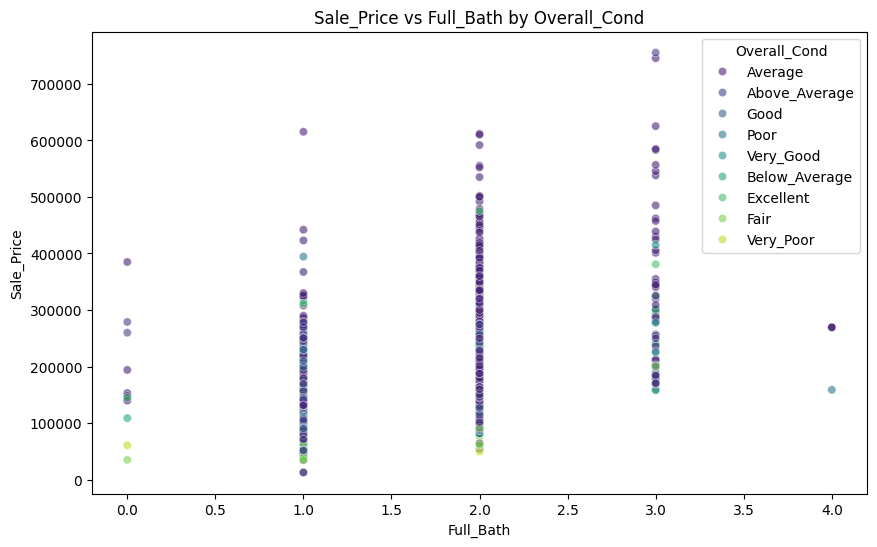 Sale_Price vs Full_Bath by Overall_Cond
Overall_Cond
Average
Above_Average
Good
Poor
Very_Good
Below_Average
Excellent
Fair
Very_Poor
Sale_Price
700000
600000
500000
400000
300000
200000
100000
0
0.0 0.5 1.0 1.5 2.0 2.5 3.0 3.5 4.0
Full_Bath